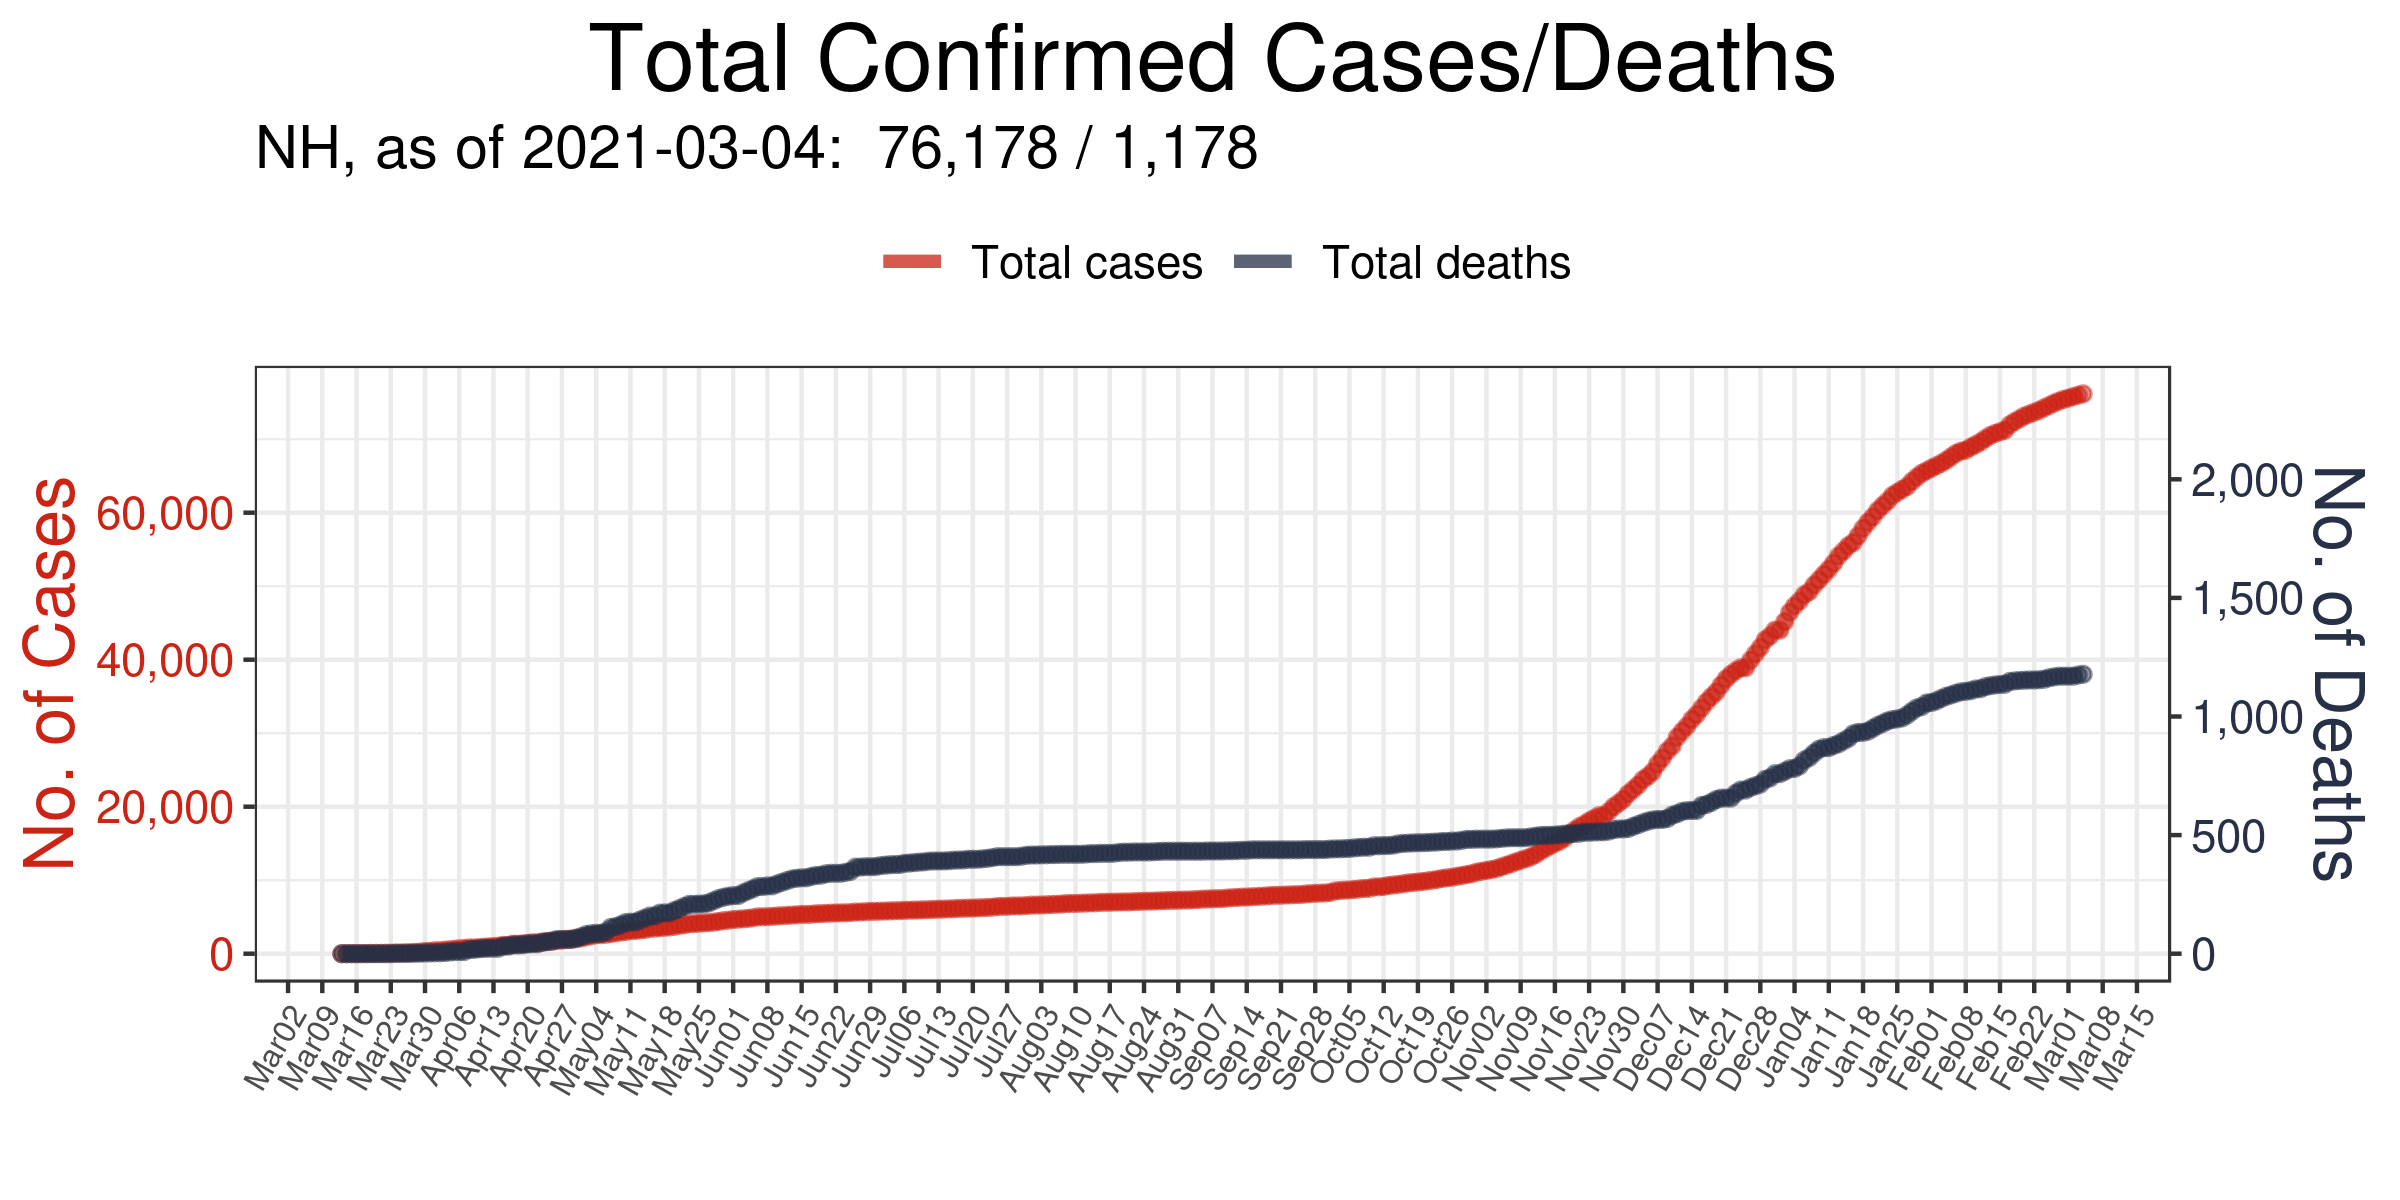 Total Confirmed Cases/Deaths
NH, as of 2021-03-04:  76,178 / 1,178
Total cases
Total deaths
No. of Cases
60,000
40,000
20,000
0
2,000
1,500
1,000
500
0
No. of Deaths
Mar02
Mar09
Mar16
Mar23
Mar30
Apr06
Apr13
Apr20
Apr27
May04
May11
May18
May25
Jun01
Jun08
Jun15
Jun22
Jun29
Jul06
Jul13
Jul20
Jul27
Aug03
Aug10
Aug17
Aug24
Aug31
Sep07
Sep14
Sep21
Sep28
Oct05
Oct12
Oct19
Oct26
Nov02
Nov09
Nov16
Nov23
Nov30
Dec07
Dec14
Dec21
Dec28
Jan04
Jan11
Jan18
Jan25
Feb01
Feb08
Feb15
Feb22
Mar01
Mar08
Mar15